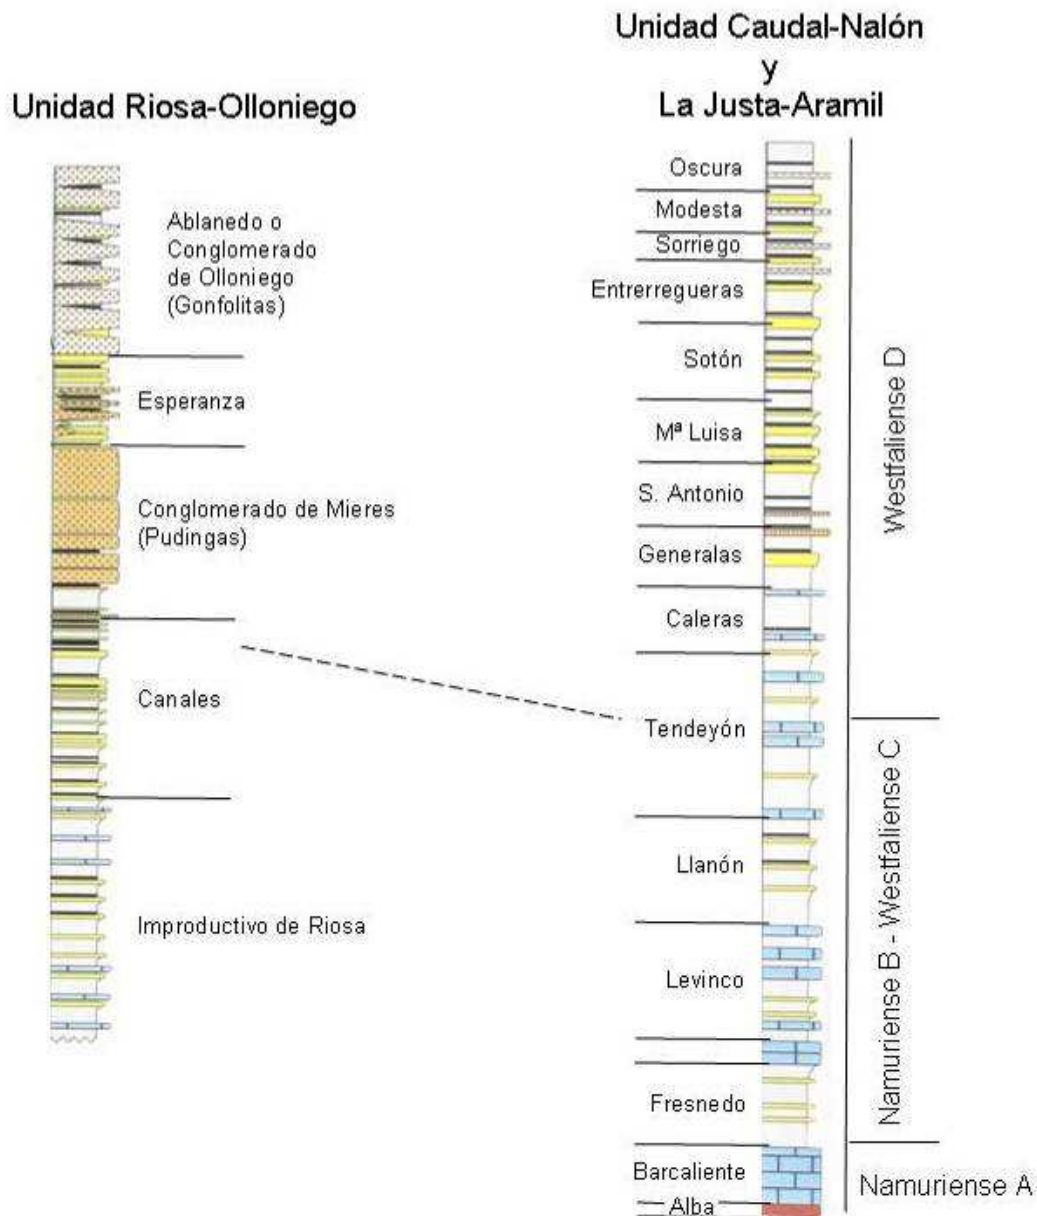 Unidad Riosa-Olloniego
Ablanedo o
Conglomerado
de Olloniego
(Gonfolitas)
Esperanza
Conglomerado de Mieres
(Pudingas)
Canales
Improductivo de Riosa
Unidad Caudal-Nalón
y
La Justa-Aramil
Oscura
Modesta
Sorriego
Entrerregueras
Sotón
Mª Luisa
S. Antonio
Generalas
Caleras
Tendeyón
Llanón
Levinco
Fresnedo
Barcaliente
Alba
Westfaliense D
Namuriense B - Westfaliense C
Namuriense A